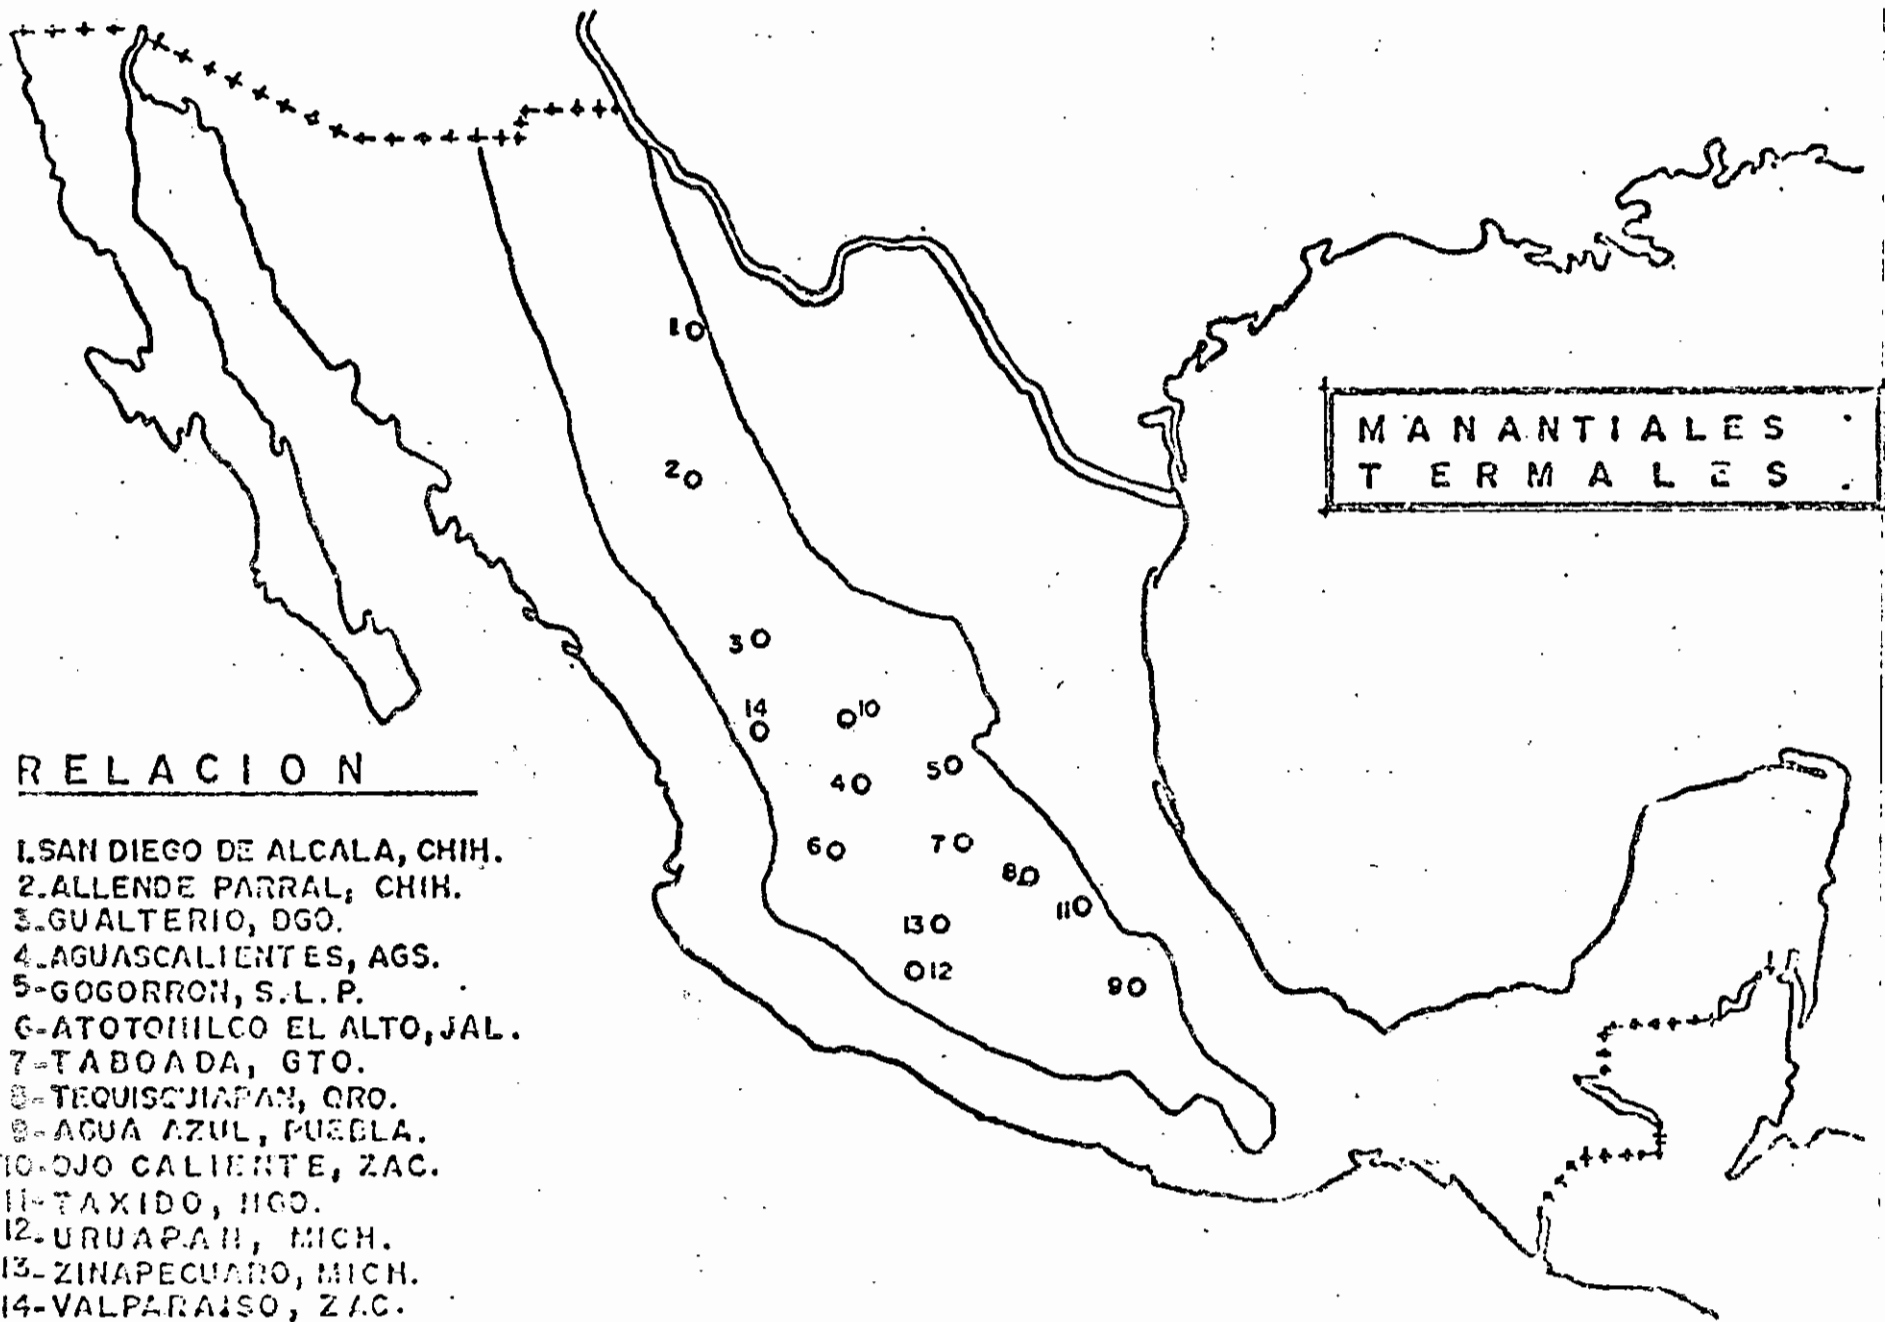 MANANTIALES
TERMALES
1
2
3
14
10
4
5
6
7
8
11
13
12
9
RELACION
1.SAN DIEGO DE ALCALA, CHIH.
2.ALLENDE PARRAL, CHIH.
3.GUALTERIO, DGO.
4.AGUASCALIENTES, AGS.
5-GOGORRON, S.L.P.
6-ATOTONILCO EL ALTO, JAL.
7-TABOADA, GTO.
8-TEQUISQUIAPAN, QRO.
9-AGUA AZUL, PUEBLA.
10-OJO CALIENTE, ZAC.
11-TAXIDO, HGO.
12.URUAPAN, MICH.
13-ZINAPECUARO, MICH.
14-VALPARAISO, ZAC.